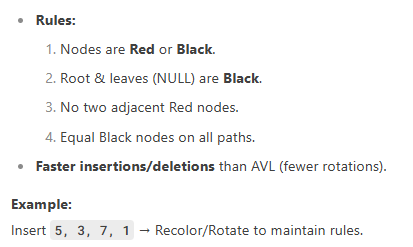 Rules:
1. Nodes are Red or Black.
2. Root & leaves (NULL) are Black.
3. No two adjacent Red nodes.
4. Equal Black nodes on all paths.
Faster insertions/deletions than AVL (fewer rotations).
Example:
Insert 5, 3, 7, 1 → Recolor/Rotate to maintain rules.